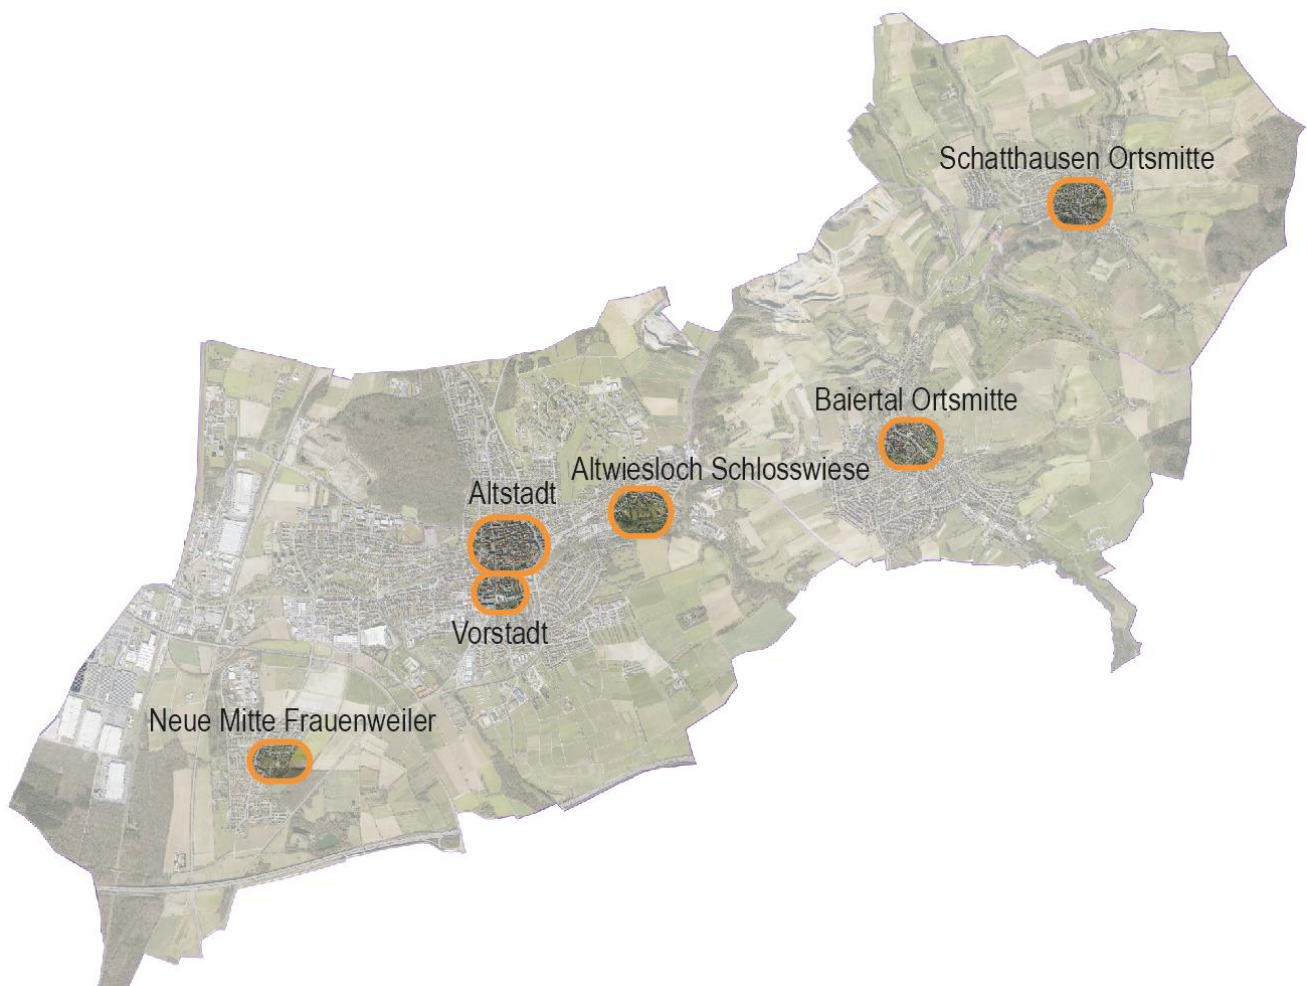 Schatthausen Ortsmitte
Baiertal Ortsmitte
Altwiesloch Schlosswiese
Altstadt
Vorstadt
Neue Mitte Frauenweiler